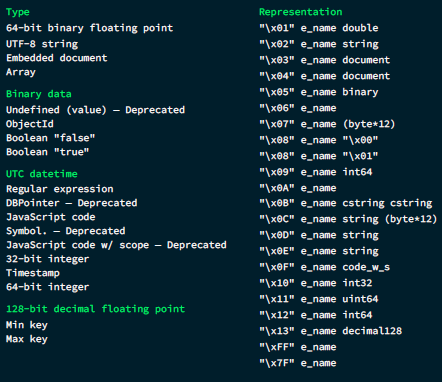 Type
64-bit binary floating point
UTF-8 string
Embedded document
Array
Binary data
Undefined (value) — Deprecated
ObjectId
Boolean "false"
Boolean "true"
UTC datetime
Regular expression
DBPointer — Deprecated
JavaScript code
Symbol. — Deprecated
JavaScript code w/ scope — Deprecated
32-bit integer
Timestamp
64-bit integer
128-bit decimal floating point
Min key
Max key
Representation
"\x01" e_name double
"\x02" e_name string
"\x03" e_name document
"\x04" e_name document
"\x05" e_name binary
"\x06" e_name
"\x07" e_name (byte*12)
"\x08" e_name "\x00"
"\x08" e_name "\x01"
"\x09" e_name int64
"\x0A" e_name
"\x0B" e_name cstring cstring
"\x0C" e_name string (byte*12)
"\x0D" e_name string
"\x0E" e_name string
"\x0F" e_name code_w_s
"\x10" e_name int32
"\x11" e_name uint64
"\x12" e_name int64
"\x13" e_name decimal128
"\xFF" e_name
"\x7F" e_name